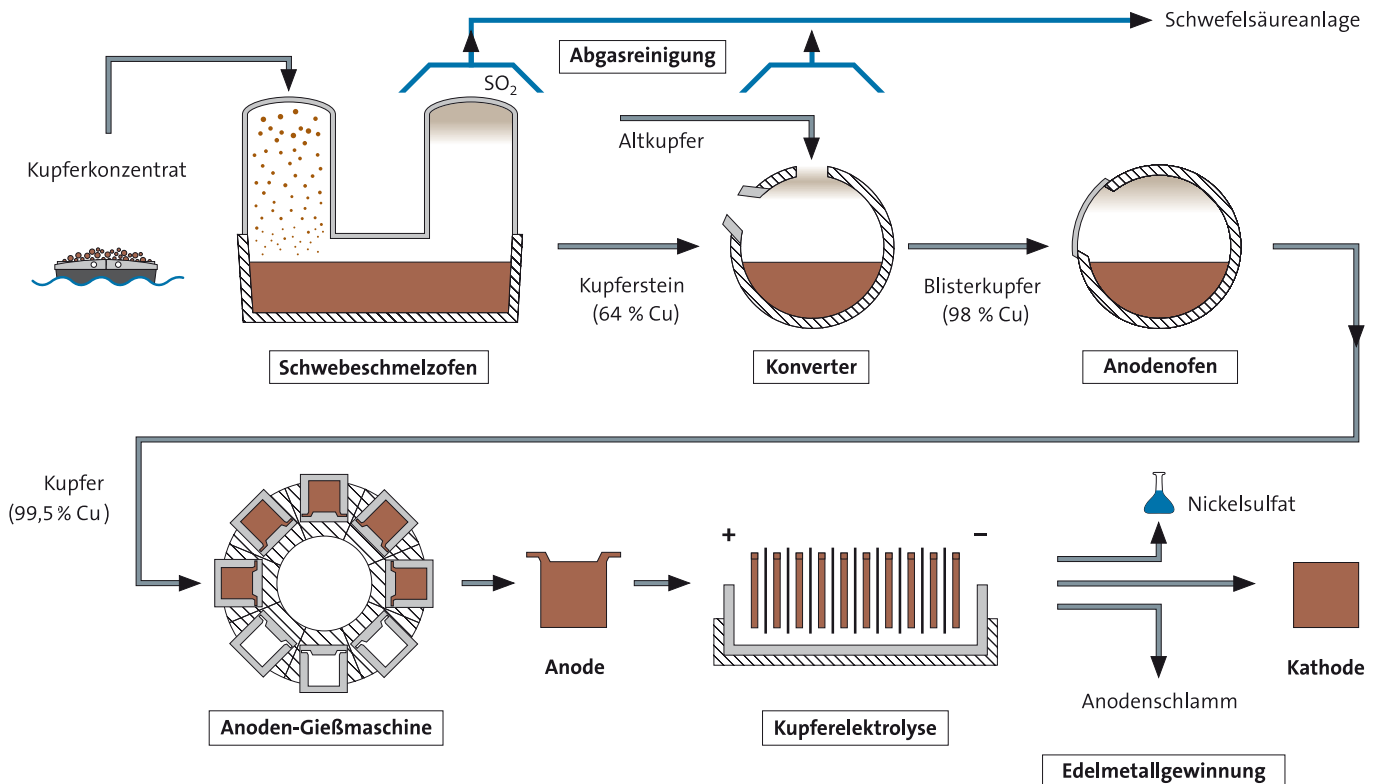 Schwefelsäureanlage
Abgasreinigung
SO₂
Altkupfer
Kupferkonzentrat
Kupferstein
(64 % Cu)
Blisterkupfer
(98 % Cu)
Schwebeschmelzofen
Konverter
Anodenofen
Kupfer
(99,5 % Cu)
Nickelsulfat
+
–
Anode
Kathode
Anodenschlamm
Anoden-Gießmaschine
Kupferelektrolyse
Edelmetallgewinnung